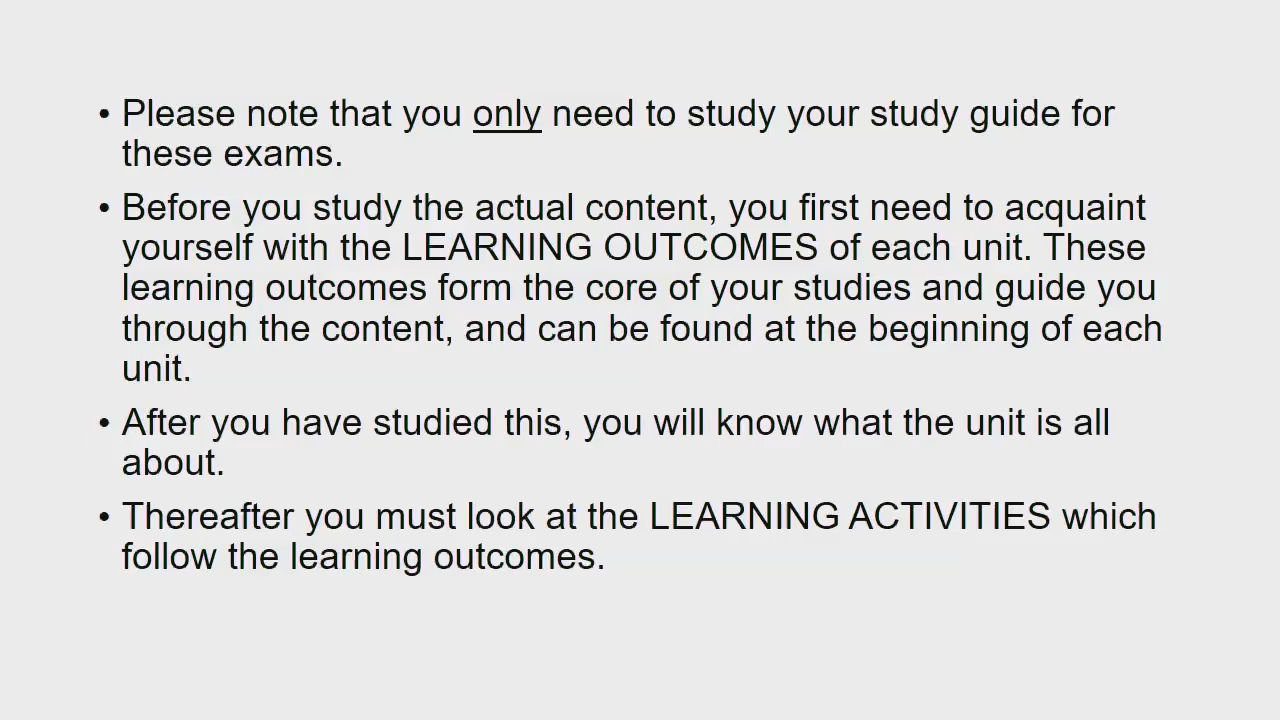 • Please note that you only need to study your study guide for
these exams.
• Before you study the actual content, you first need to acquaint
yourself with the LEARNING OUTCOMES of each unit. These
learning outcomes form the core of your studies and guide you
through the content, and can be found at the beginning of each
unit.
• After you have studied this, you will know what the unit is all
about.
• Thereafter you must look at the LEARNING ACTIVITIES which
follow the learning outcomes.